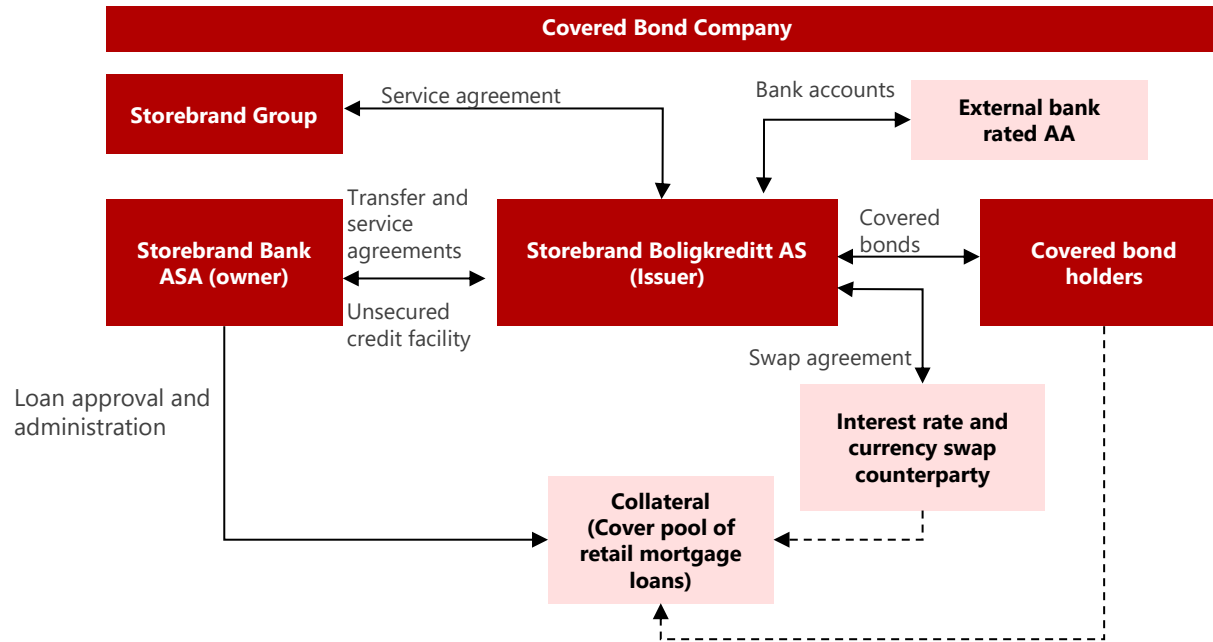 Covered Bond Company
Storebrand Group
Service agreement
Bank accounts
External bank
rated AA
Storebrand Bank
ASA (owner)
Transfer and
service
agreements
Unsecured
credit facility
Storebrand Boligkreditt AS
(Issuer)
Covered
bonds
Covered bond
holders
Swap agreement
Loan approval and
administration
Interest rate and
currency swap
counterparty
Collateral
(Cover pool of
retail mortgage
loans)